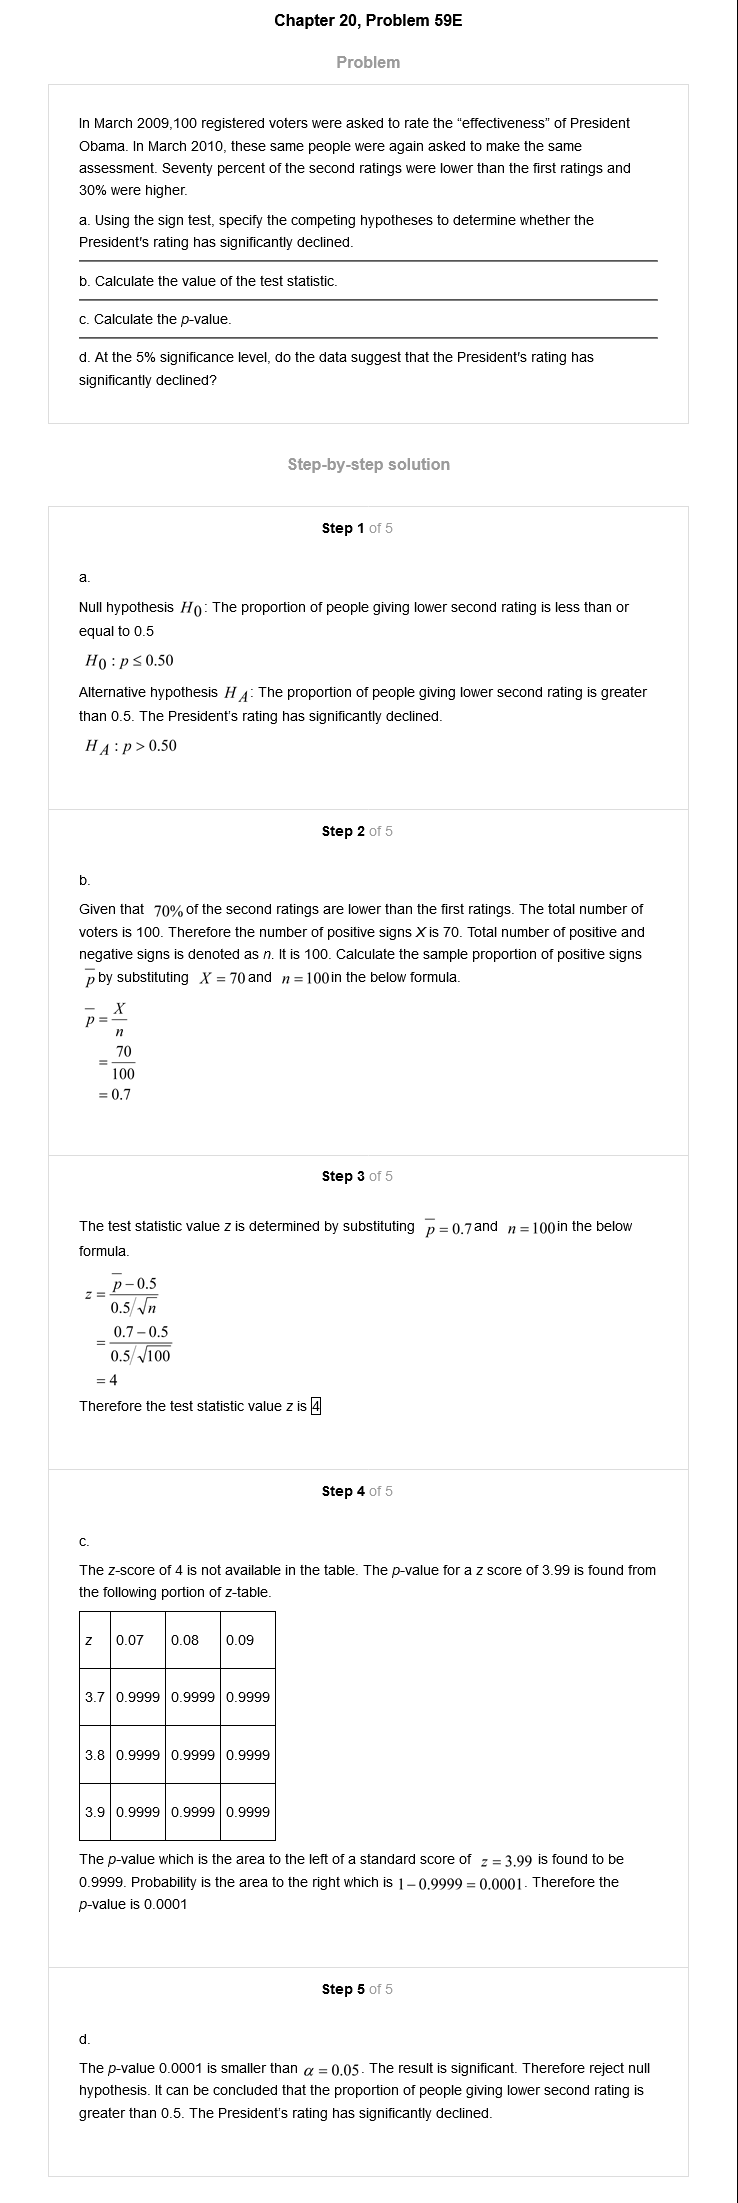 Chapter 20, Problem 59E
Problem
In March 2009,100 registered voters were asked to rate the “effectiveness” of President
Obama. In March 2010, these same people were again asked to make the same
assessment. Seventy percent of the second ratings were lower than the first ratings and
30% were higher.
a. Using the sign test, specify the competing hypotheses to determine whether the
President's rating has significantly declined.
b. Calculate the value of the test statistic.
c. Calculate the p-value.
d. At the 5% significance level, do the data suggest that the President's rating has
significantly declined?
Step-by-step solution
Step 1 of 5
a.
Null hypothesis H0: The proportion of people giving lower second rating is less than or
equal to 0.5
H0 : p ≤ 0.50
Alternative hypothesis HA: The proportion of people giving lower second rating is greater
than 0.5. The President's rating has significantly declined.
HA : p > 0.50
Step 2 of 5
b.
Given that 70% of the second ratings are lower than the first ratings. The total number of
voters is 100. Therefore the number of positive signs X is 70. Total number of positive and
negative signs is denoted as n. It is 100. Calculate the sample proportion of positive signs
p̅ by substituting X = 70 and n = 100 in the below formula.
p̅ = X/n
= 70/100
= 0.7
Step 3 of 5
The test statistic value z is determined by substituting p̅ = 0.7 and n = 100 in the below
formula.
z = (p̅ − 0.5)/(0.5/√n)
= (0.7 − 0.5)/(0.5/√100)
= 4
Therefore the test statistic value z is 4
Step 4 of 5
c.
The z-score of 4 is not available in the table. The p-value for a z score of 3.99 is found from
the following portion of z-table.
z 0.07 0.08 0.09
3.7 0.9999 0.9999 0.9999
3.8 0.9999 0.9999 0.9999
3.9 0.9999 0.9999 0.9999
The p-value which is the area to the left of a standard score of z = 3.99 is found to be
0.9999. Probability is the area to the right which is 1 − 0.9999 = 0.0001. Therefore the
p-value is 0.0001
Step 5 of 5
d.
The p-value 0.0001 is smaller than α = 0.05. The result is significant. Therefore reject null
hypothesis. It can be concluded that the proportion of people giving lower second rating is
greater than 0.5. The President's rating has significantly declined.